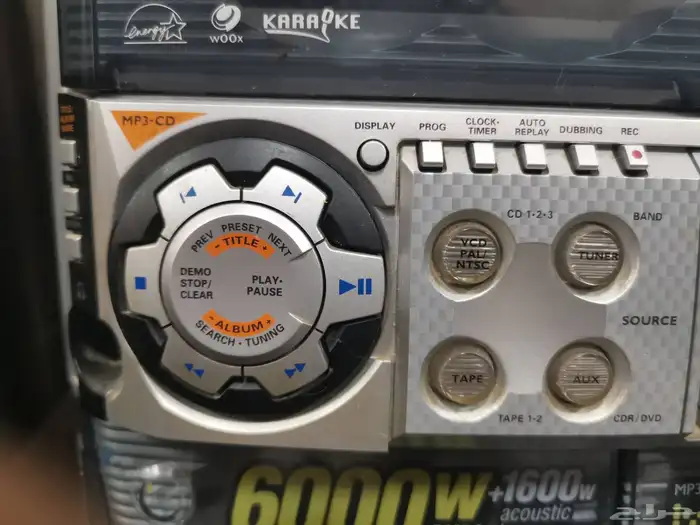 energy
wOOx
KARAOKE
MP3-CD
DISPLAY
PROG
CLOCK•
TIMER
AUTO
REPLAY
DUBBING
REC
PREV PRESET NEXT
- TITLE +
DEMO
STOP/
CLEAR
PLAY•
PAUSE
- ALBUM +
SEARCH • TUNING
CD 1•2•3
BAND
VCD
PAL/
NTSC
TUNER
SOURCE
TAPE
AUX
TAPE 1-2
CDR/DVD
6000W+1600w
acoustic
MP3
حراج